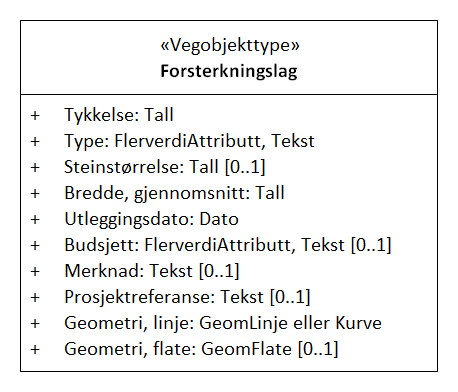 «Vegobjekttype»
Forsterkningslag
+ Tykkelse: Tall
+ Type: FlerverdiAttributt, Tekst
+ Steinstørrelse: Tall [0..1]
+ Bredde, gjennomsnitt: Tall
+ Utleggingsdato: Dato
+ Budsjett: FlerverdiAttributt, Tekst [0..1]
+ Merknad: Tekst [0..1]
+ Prosjektreferanse: Tekst [0..1]
+ Geometri, linje: GeomLinje eller Kurve
+ Geometri, flate: GeomFlate [0..1]